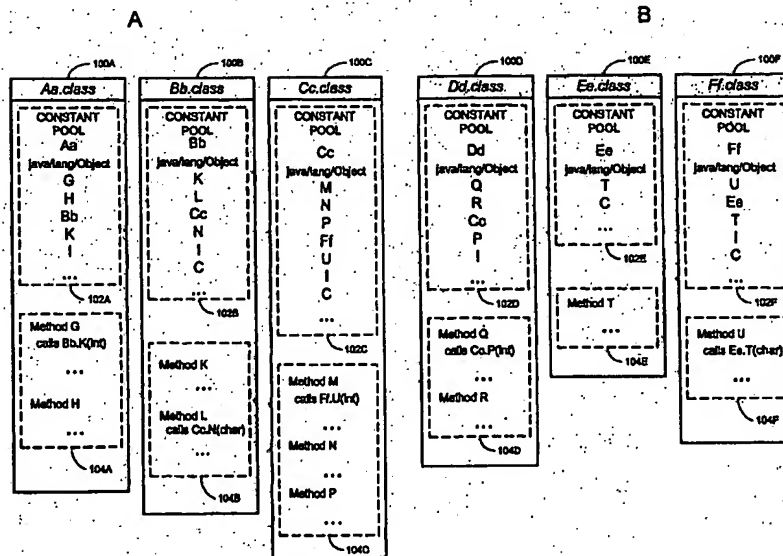 A
B
100A
100B
100C
100D
100E
100F
Aa.class
CONSTANT
POOL
Aa
java/lang/Object
G
H
Bb
K
I
...
102A
Method G
calls Bb.K(int)
...
Method H
...
104A
Bb.class
CONSTANT
POOL
Bb
java/lang/Object
K
L
Cc
N
I
C
...
102B
Method K
...
Method L
calls Cc.N(char)
...
104B
Cc.class
CONSTANT
POOL
Cc
java/lang/Object
M
N
P
Ff
U
I
C
...
102C
Method M
calls Ff.U(int)
...
Method N
...
Method P
...
104C
Dd.class
CONSTANT
POOL
Dd
java/lang/Object
Q
R
Cc
P
I
...
102D
Method Q
calls Cc.P(int)
...
Method R
...
104D
Ee.class
CONSTANT
POOL
Ee
java/lang/Object
T
C
...
102E
Method T
...
104E
Ff.class
CONSTANT
POOL
Ff
java/lang/Object
U
Ee
T
I
C
...
102F
Method U
calls Ee.T(char)
...
104F